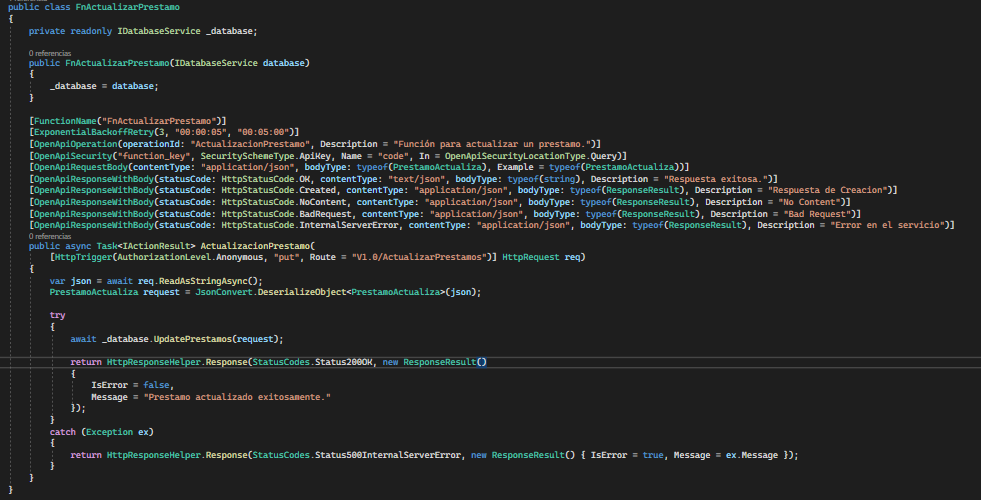 public class FnActualizarPrestamo
{
private readonly IDatabaseService _database;
0 referencias
public FnActualizarPrestamo(IDatabaseService database)
{
_database = database;
}
[FunctionName("FnActualizarPrestamo")]
[ExponentialBackoffRetry(3, "00:00:05", "00:05:00")]
[OpenApiOperation(operationId: "ActualizacionPrestamo", Description = "Función para actualizar un prestamo.")]
[OpenApiSecurity("function_key", SecuritySchemeType.ApiKey, Name = "code", In = OpenApiSecurityLocationType.Query)]
[OpenApiRequestBody(contentType: "application/json", bodyType: typeof(PrestamoActualiza), Example = typeof(PrestamoActualiza))]
[OpenApiResponseWithBody(statusCode: HttpStatusCode.OK, contentType: "text/json", bodyType: typeof(string), Description = "Respuesta exitosa.")]
[OpenApiResponseWithBody(statusCode: HttpStatusCode.Created, contentType: "application/json", bodyType: typeof(ResponseResult), Description = "Respuesta de Creacion")]
[OpenApiResponseWithBody(statusCode: HttpStatusCode.NoContent, contentType: "application/json", bodyType: typeof(ResponseResult), Description = "No Content")]
[OpenApiResponseWithBody(statusCode: HttpStatusCode.BadRequest, contentType: "application/json", bodyType: typeof(ResponseResult), Description = "Bad Request")]
[OpenApiResponseWithBody(statusCode: HttpStatusCode.InternalServerError, contentType: "application/json", bodyType: typeof(ResponseResult), Description = "Error en el servicio")]
0 referencias
public async Task<IActionResult> ActualizacionPrestamo(
[HttpTrigger(AuthorizationLevel.Anonymous, "put", Route = "V1.0/ActualizarPrestamos")] HttpRequest req)
{
var json = await req.ReadAsStringAsync();
PrestamoActualiza request = JsonConvert.DeserializeObject<PrestamoActualiza>(json);
try
{
await _database.UpdatePrestamos(request);
return HttpResponseHelper.Response(StatusCodes.Status200OK, new ResponseResult()
{
IsError = false,
Message = "Prestamo actualizado exitosamente."
});
}
catch (Exception ex)
{
return HttpResponseHelper.Response(StatusCodes.Status500InternalServerError, new ResponseResult() { IsError = true, Message = ex.Message });
}
}
}